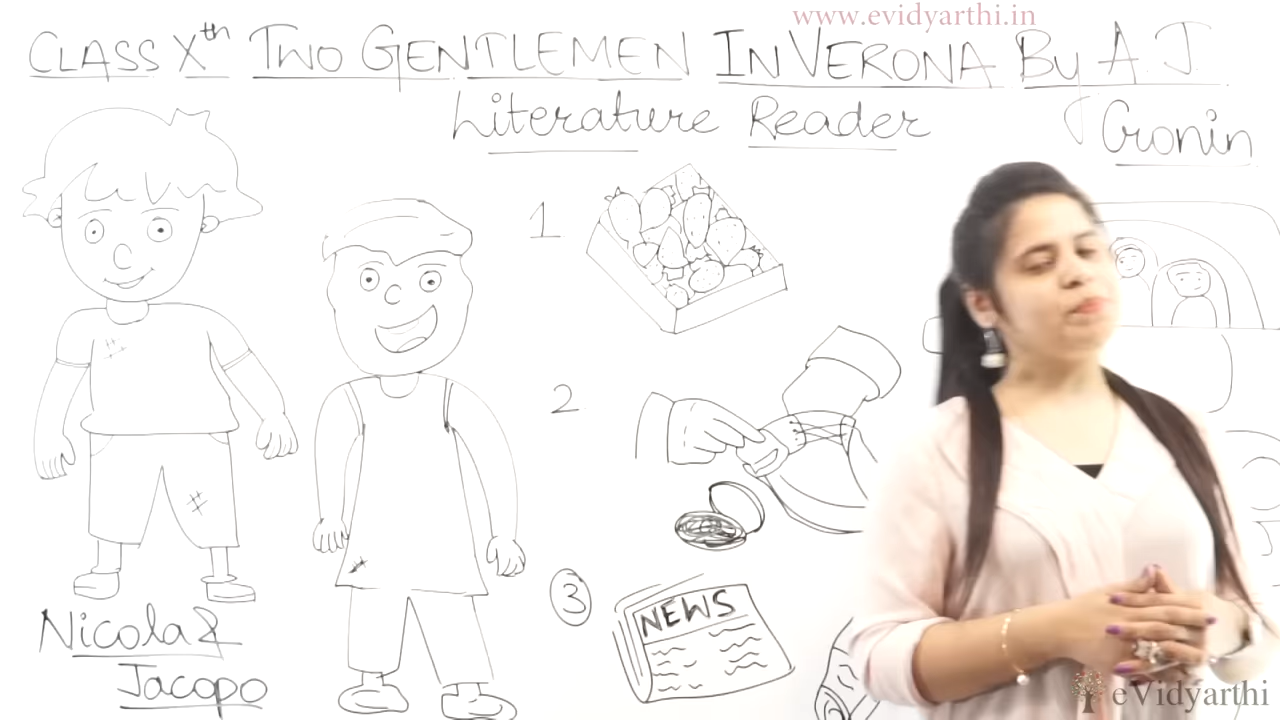 www.evidyarthi.in
CLASS Xth TWO GENTLEMEN IN VERONA By A.J.
Literature Reader
Cronin
1
2
3
NEWS
Nicola &
Jacopo
eVidyarthi